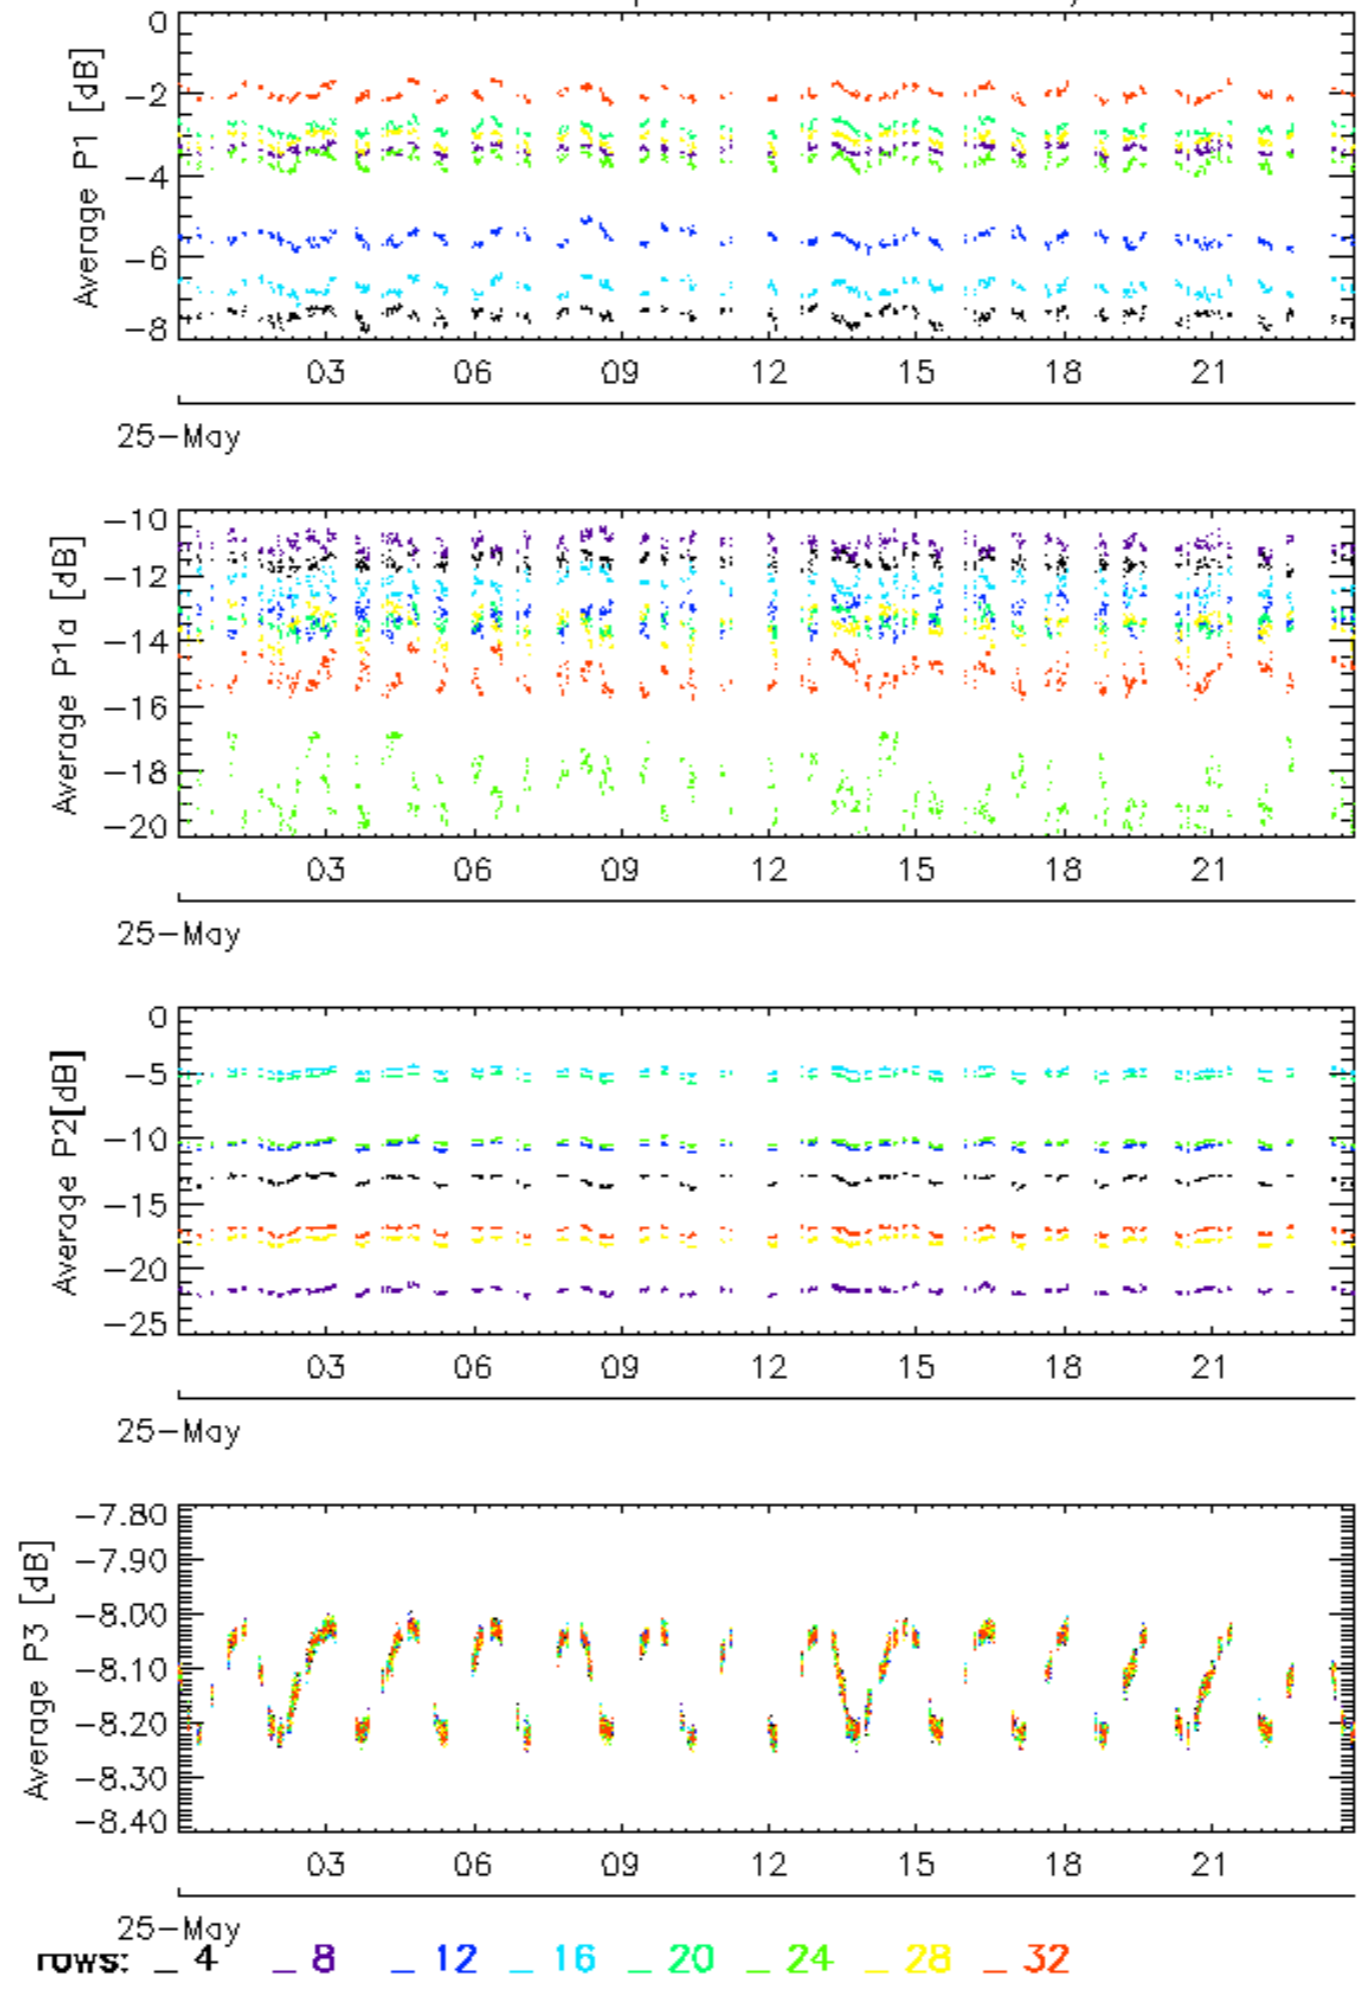 0
-2
-4
-6
-8
Average P1 [dB]
03 06 09 12 15 18 21
25-May
-10
-12
-14
-16
-18
-20
Average P1a [dB]
03 06 09 12 15 18 21
25-May
0
-5
-10
-15
-20
-25
Average P2[dB]
03 06 09 12 15 18 21
25-May
-7.80
-7.90
-8.00
-8.10
-8.20
-8.30
-8.40
Average P3 [dB]
03 06 09 12 15 18 21
25-May
rows: _ 4 _ 8 _ 12 _ 16 _ 20 _ 24 _ 28 _ 32